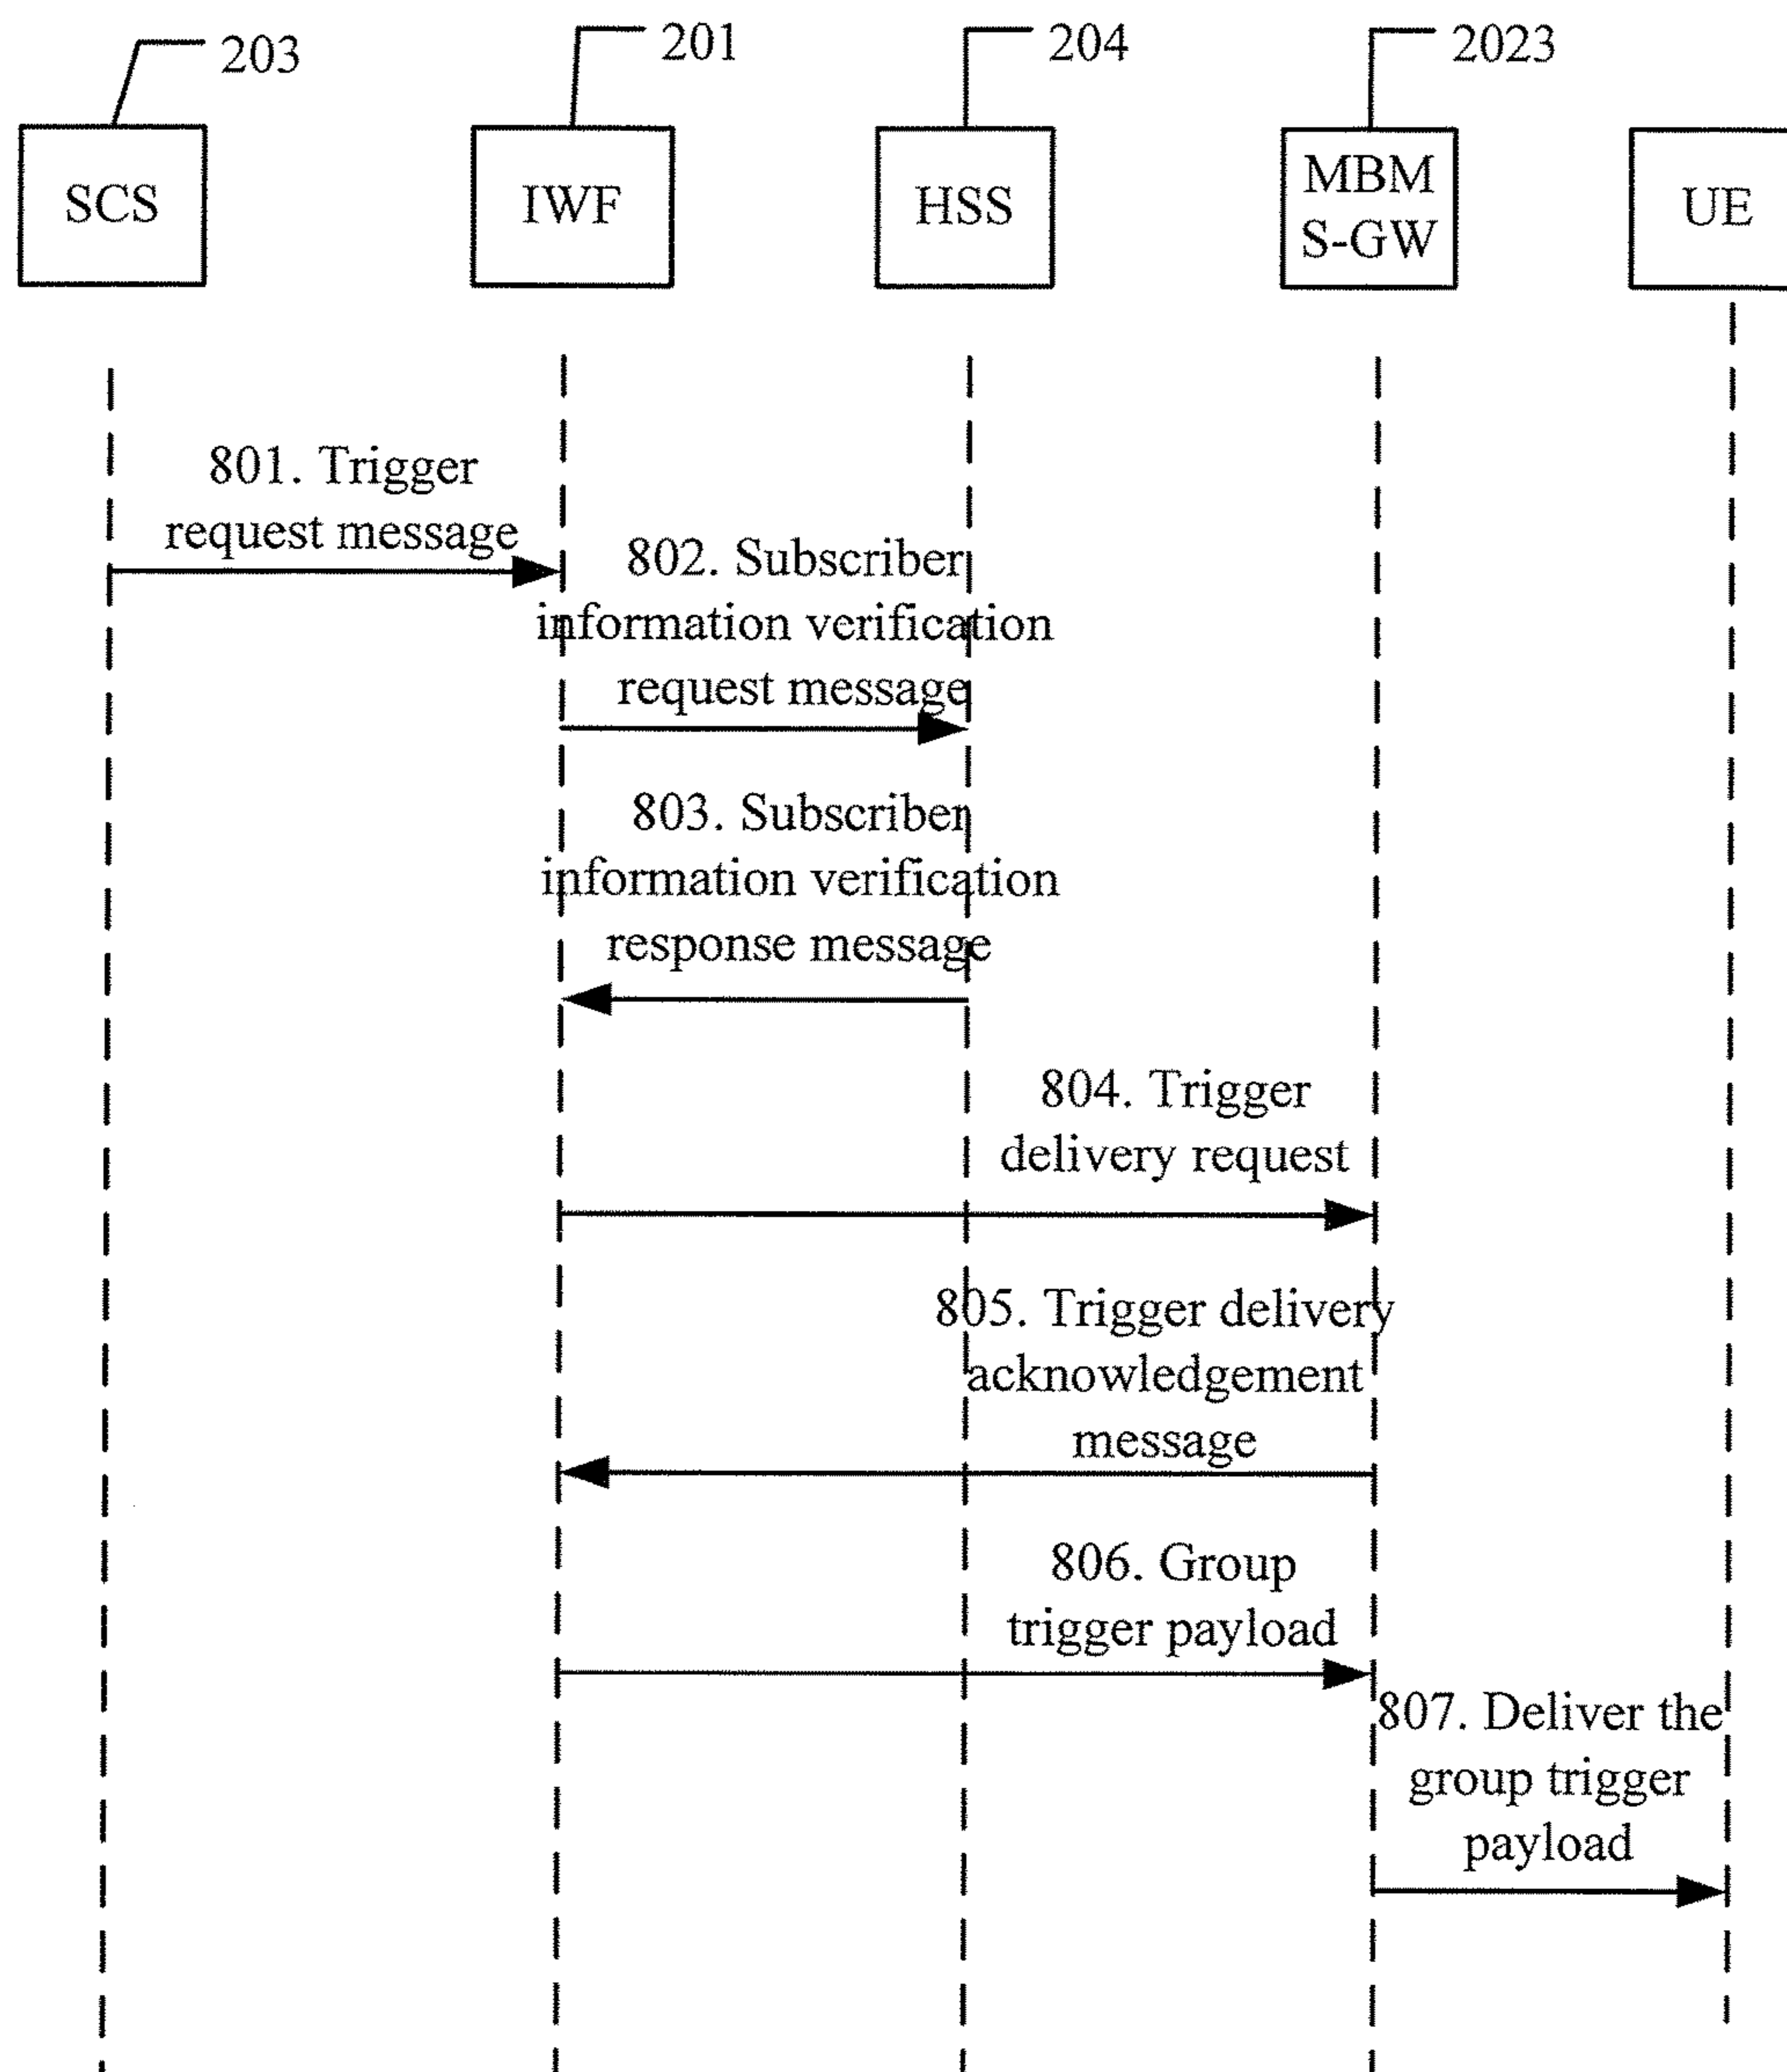 203
201
204
2023
SCS
IWF
HSS
MBM
S-GW
UE
801. Trigger
request message
802. Subscriber
information verification
request message
803. Subscriber
information verification
response message
804. Trigger
delivery request
805. Trigger delivery
acknowledgement
message
806. Group
trigger payload
807. Deliver the
group trigger
payload